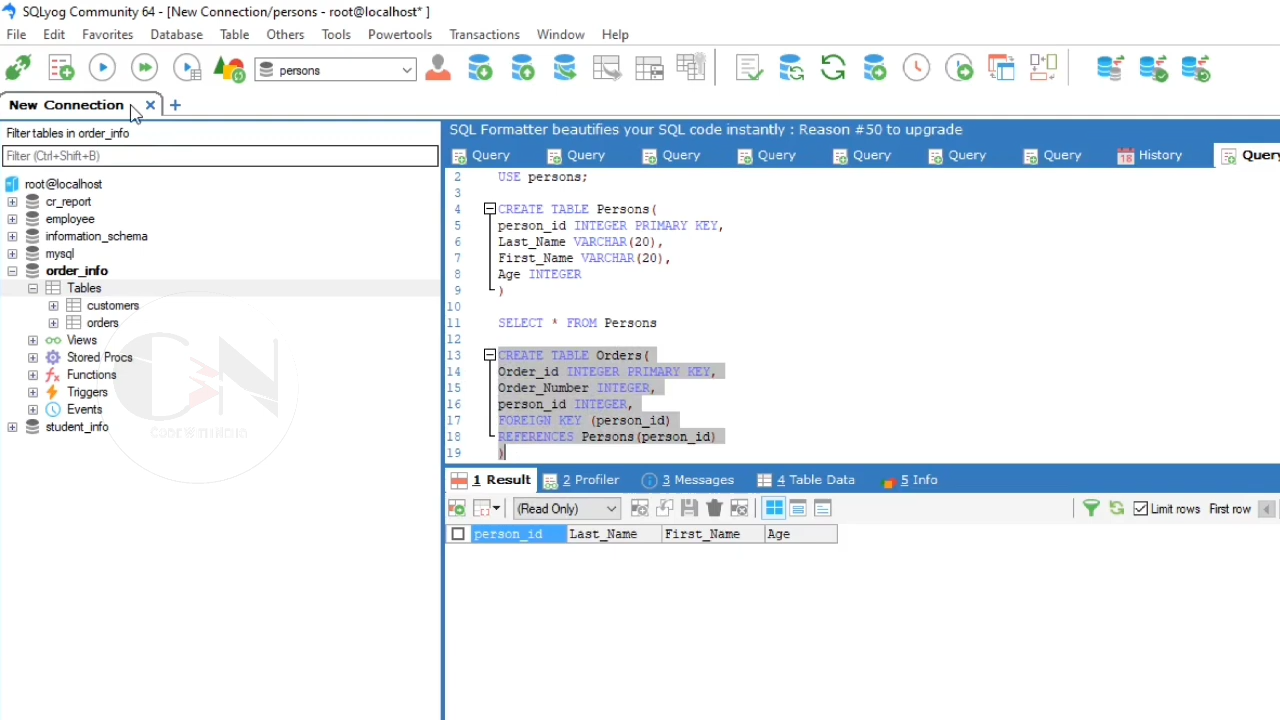 SQLyog Community 64 - [New Connection/persons - root@localhost* ]
File Edit Favorites Database Table Others Tools Powertools Transactions Window Help
persons
New Connection
Filter tables in order_info
Filter (Ctrl+Shift+B)
root@localhost
cr_report
employee
information_schema
mysql
order_info
Tables
customers
orders
Views
Stored Procs
Functions
Triggers
Events
student_info
SQL Formatter beautifies your SQL code instantly : Reason #50 to upgrade
Query Query Query Query Query Query Query 18 History Query
2 USE persons;
3
4 CREATE TABLE Persons(
5 person_id INTEGER PRIMARY KEY,
6 Last_Name VARCHAR(20),
7 First_Name VARCHAR(20),
8 Age INTEGER
9 )
10
11 SELECT * FROM Persons
12
13 CREATE TABLE Orders(
14 Order_id INTEGER PRIMARY KEY,
15 Order_Number INTEGER,
16 person_id INTEGER,
17 FOREIGN KEY (person_id)
18 REFERENCES Persons(person_id)
19 )
1 Result 2 Profiler 3 Messages 4 Table Data 5 Info
(Read Only) Limit rows First row
person_id Last_Name First_Name Age